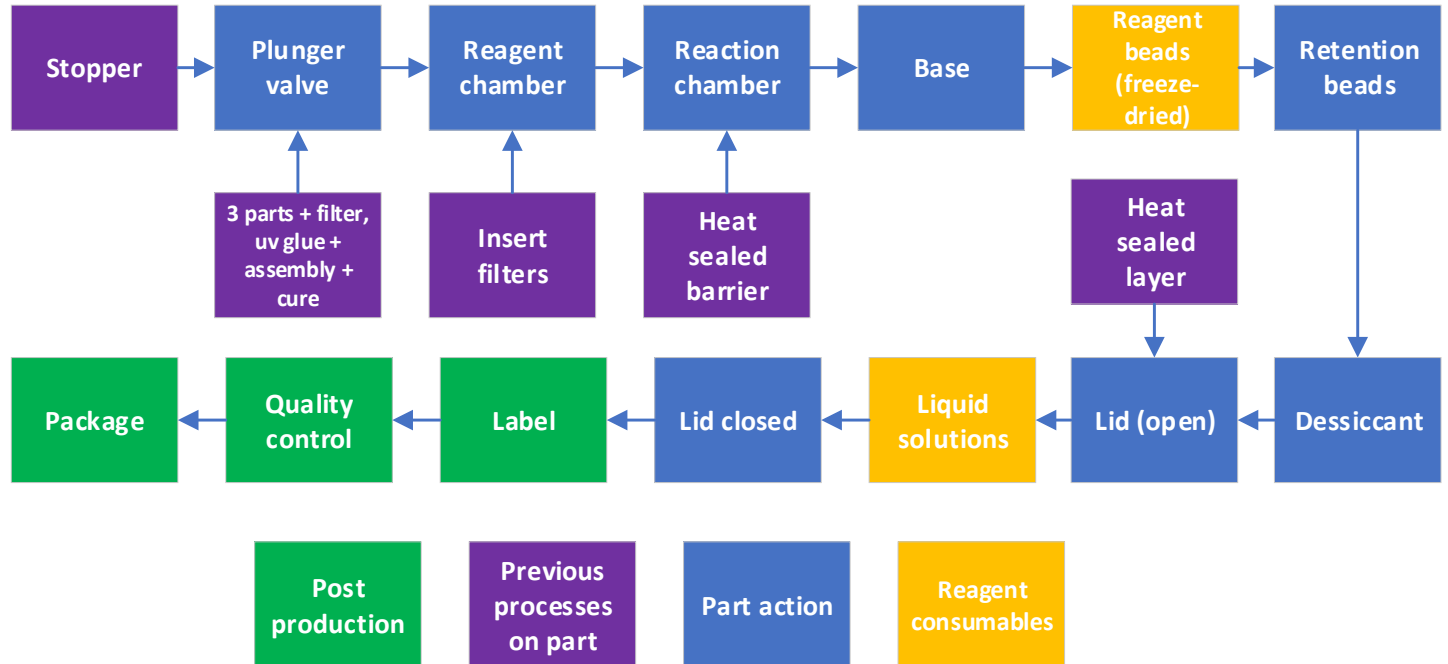 Stopper
Plunger
valve
Reagent
chamber
Reaction
chamber
Base
Reagent
beads
(freeze-
dried)
Retention
beads
3 parts + filter,
uv glue +
assembly +
cure
Insert
filters
Heat
sealed
barrier
Heat
sealed
layer
Package
Quality
control
Label
Lid closed
Liquid
solutions
Lid (open)
Dessiccant
Post
production
Previous
processes
on part
Part action
Reagent
consumables